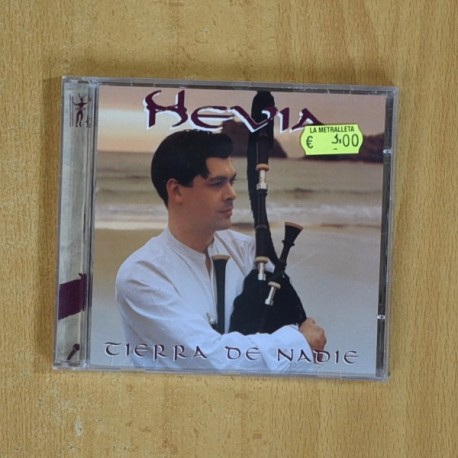 HEVIA
LA METRALLETA
€ 3,00
TIERRA DE NADIE